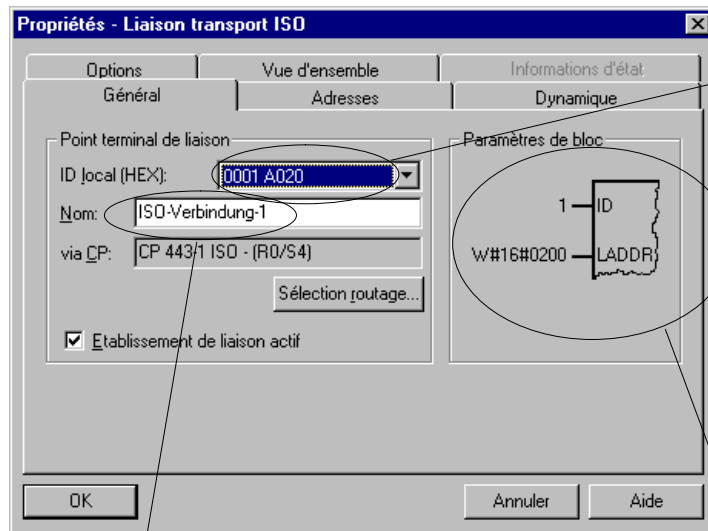 Propriétés - Liaison transport ISO
Options Vue d'ensemble Informations d'état
Général Adresses Dynamique
Point terminal de liaison
ID local (HEX): 0001 A020
Nom: ISO-Verbindung-1
via CP: CP 443-1 ISO - (R0/S4)
Sélection routage...
Etablissement de liaison actif
Paramètres de bloc
1 ID
W#16#0200 LADDR
OK Annuler Aide